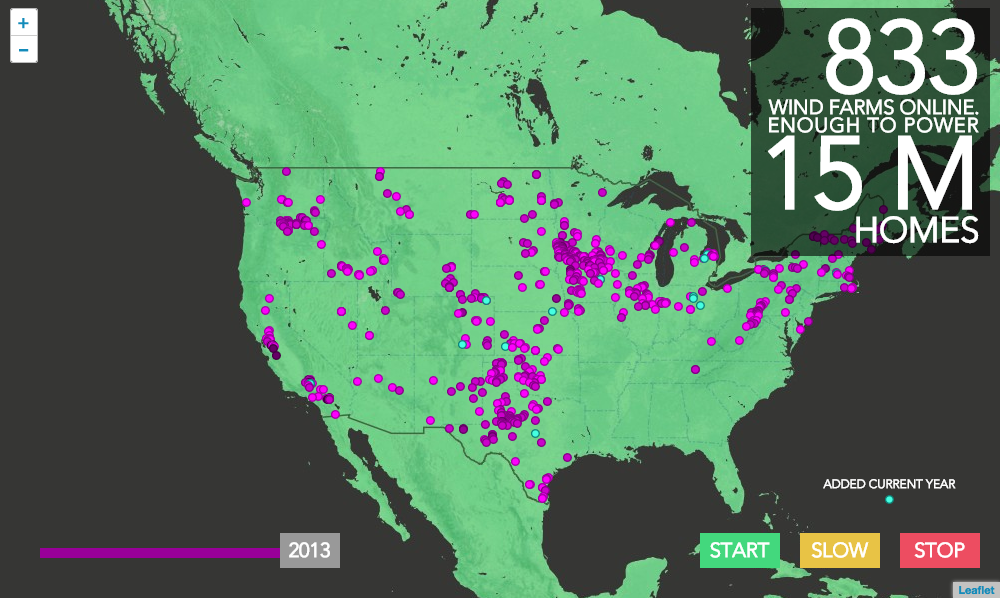 +
−
833
WIND FARMS ONLINE.
ENOUGH TO POWER
15 M
HOMES
ADDED CURRENT YEAR
2013
START
SLOW
STOP
Leaflet